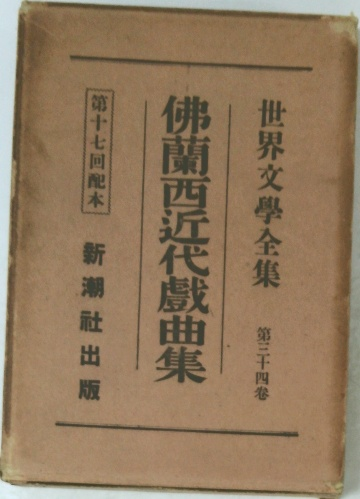 世界文學全集
第三十四卷
佛蘭西近代戲曲集
第十七回配本
新潮社出版